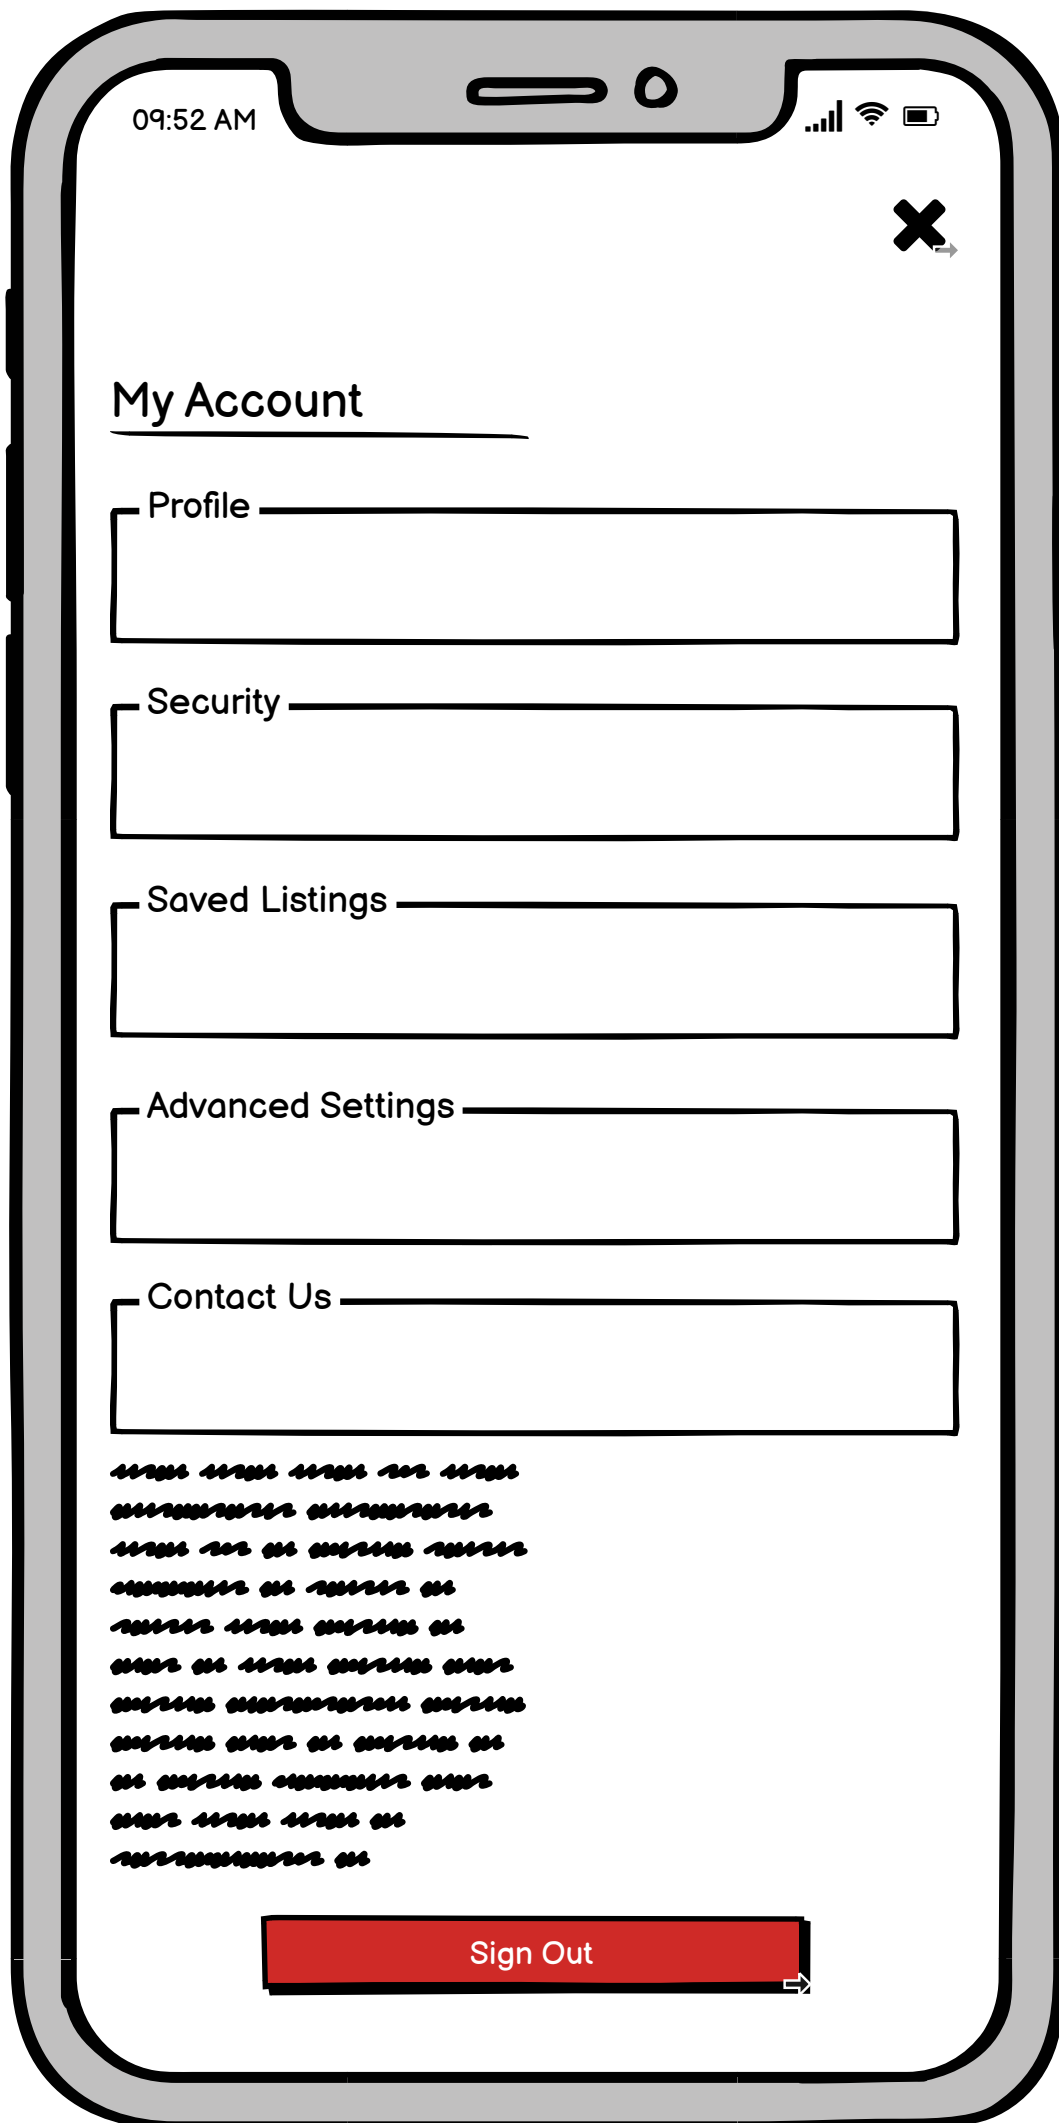 09:52 AM
My Account
Profile
Security
Saved Listings
Advanced Settings
Contact Us
Sign Out